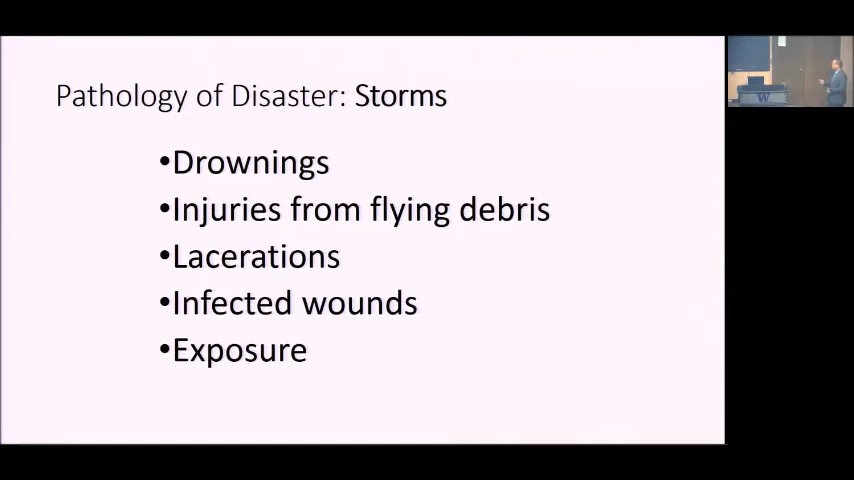 Pathology of Disaster: Storms
•Drownings
•Injuries from flying debris
•Lacerations
•Infected wounds
•Exposure
W